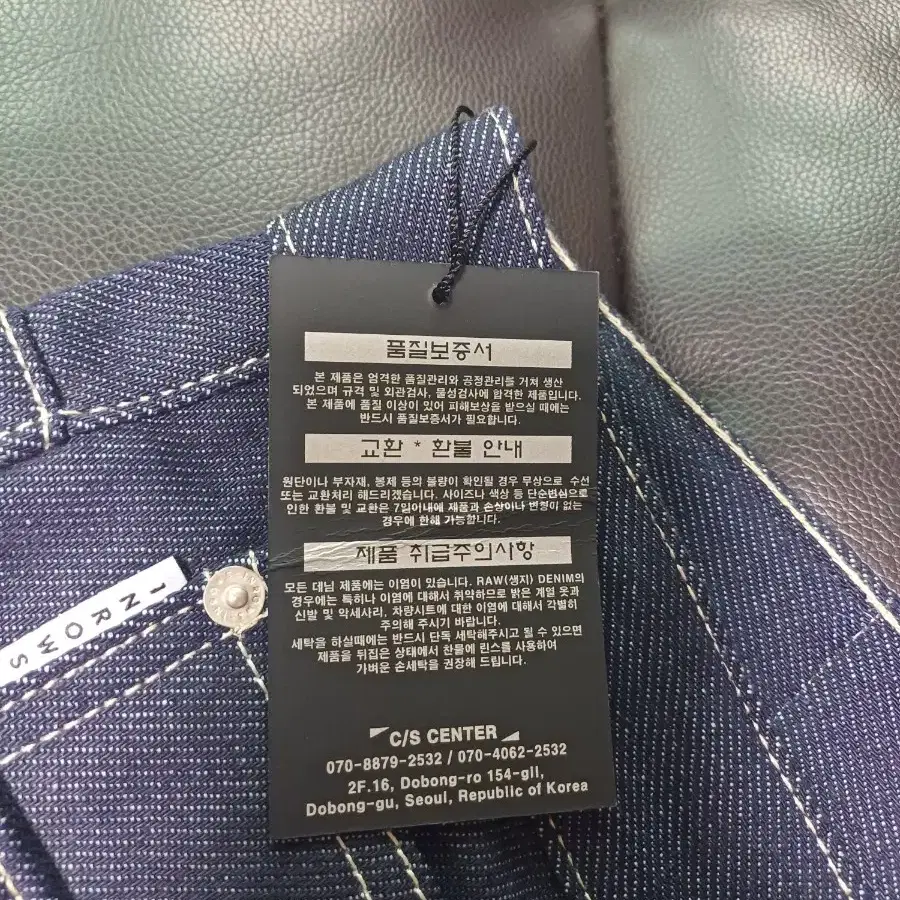 품질보증서
본 제품은 엄격한 품질관리와 공정관리를 거쳐 생산
되었으며 규격 및 외관검사, 물성검사에 합격한 제품입니다.
본 제품에 품질 이상이 있어 피해보상을 받으실 때에는
반드시 품질보증서가 필요합니다.
교환 * 환불 안내
원단이나 부자재, 봉제 등의 불량이 확인될 경우 무상으로 수선
또는 교환처리 해드리겠습니다. 사이즈나 색상 등 단순변심으로
인한 환불 및 교환은 7일이내에 제품과 손상이나 변형이 없는
경우에 한해 가능합니다.
제품 취급주의사항
모든 데님 제품에는 이염이 있습니다. RAW(생지) DENIM의
경우에는 특히나 이염에 대해서 취약하므로 밝은 계열 옷과
신발 및 악세사리, 차량시트에 대한 이염에 대해서 각별히
주의해 주시기 바랍니다.
세탁을 하실때에는 반드시 단독 세탁해주시고 될 수 있으면
제품을 뒤집은 상태에서 찬물에 린스를 사용하여
가벼운 손세탁을 권장해 드립니다.
C/S CENTER
070-8879-2532 / 070-4062-2532
2F.16, Dobong-ro 154-gil,
Dobong-gu, Seoul, Republic of Korea
INROWS